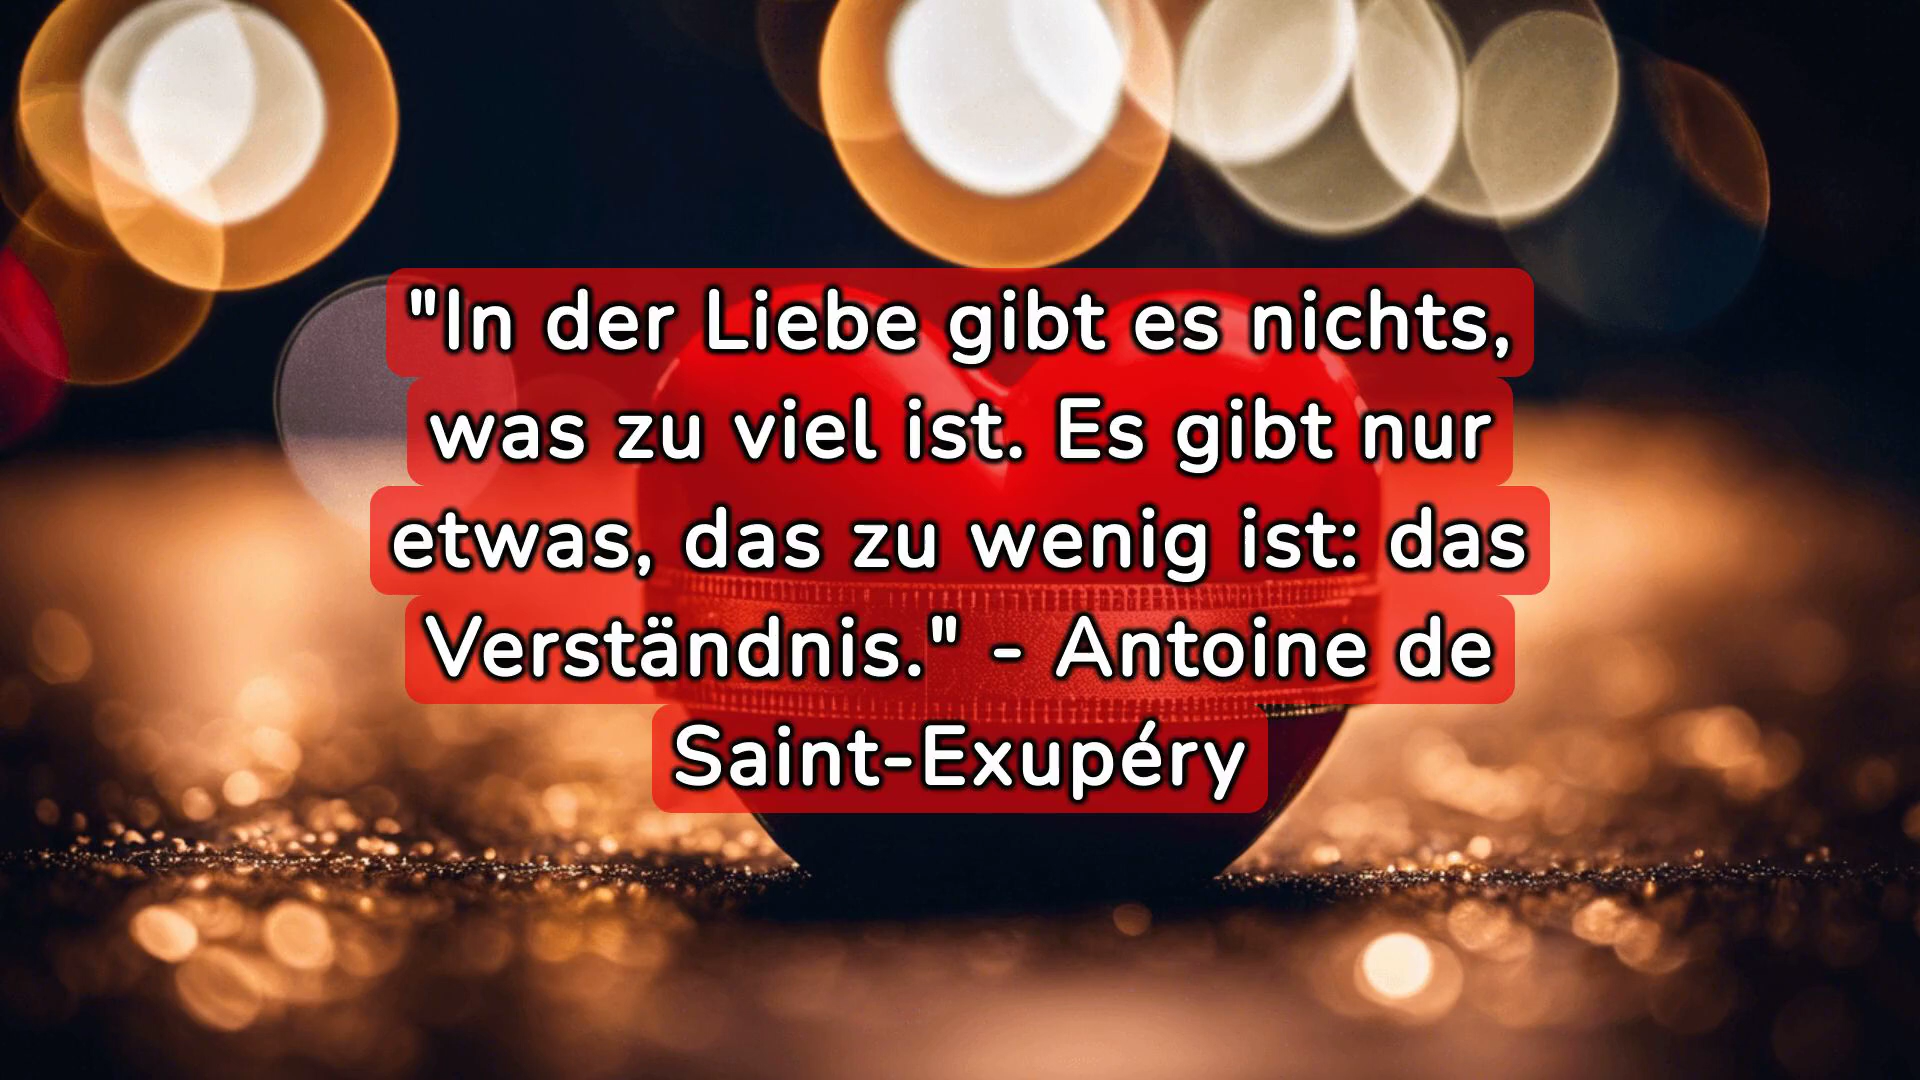 "In der Liebe gibt es nichts,
was zu viel ist. Es gibt nur
etwas, das zu wenig ist: das
Verständnis." - Antoine de
Saint-Exupéry